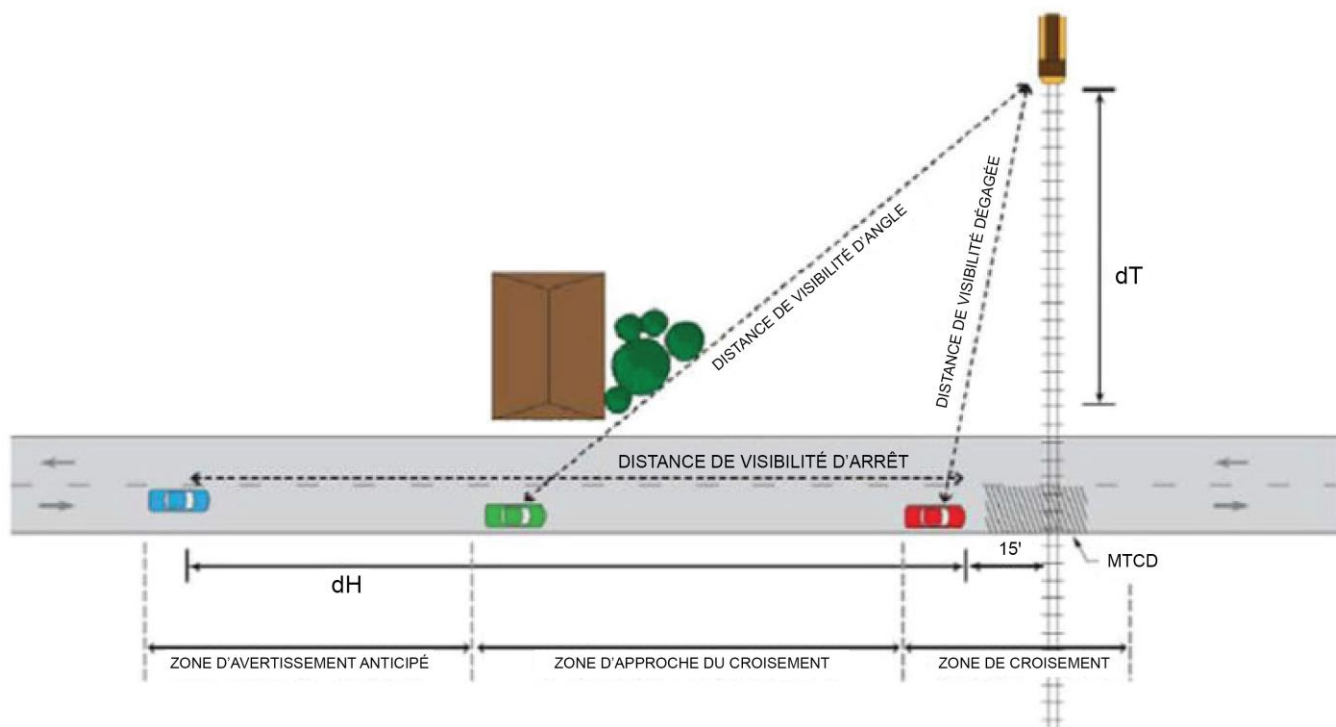 DISTANCE DE VISIBILITÉ D'ANGLE
DISTANCE DE VISIBILITÉ DÉGAGÉE
dT
DISTANCE DE VISIBILITÉ D'ARRÊT
15'
MTCD
dH
ZONE D'AVERTISSEMENT ANTICIPÉ
ZONE D'APPROCHE DU CROISEMENT
ZONE DE CROISEMENT